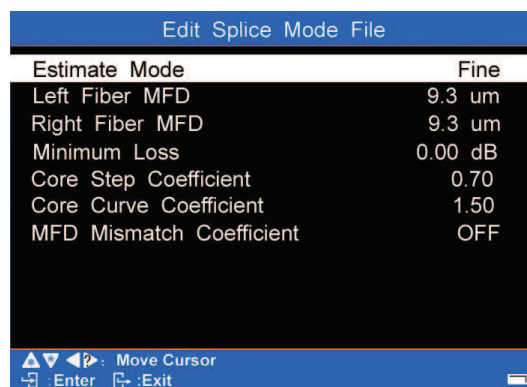 Edit Splice Mode File
Estimate Mode Fine
Left Fiber MFD 9.3 um
Right Fiber MFD 9.3 um
Minimum Loss 0.00 dB
Core Step Coefficient 0.70
Core Curve Coefficient 1.50
MFD Mismatch Coefficient OFF
? : Move Cursor
:Enter :Exit